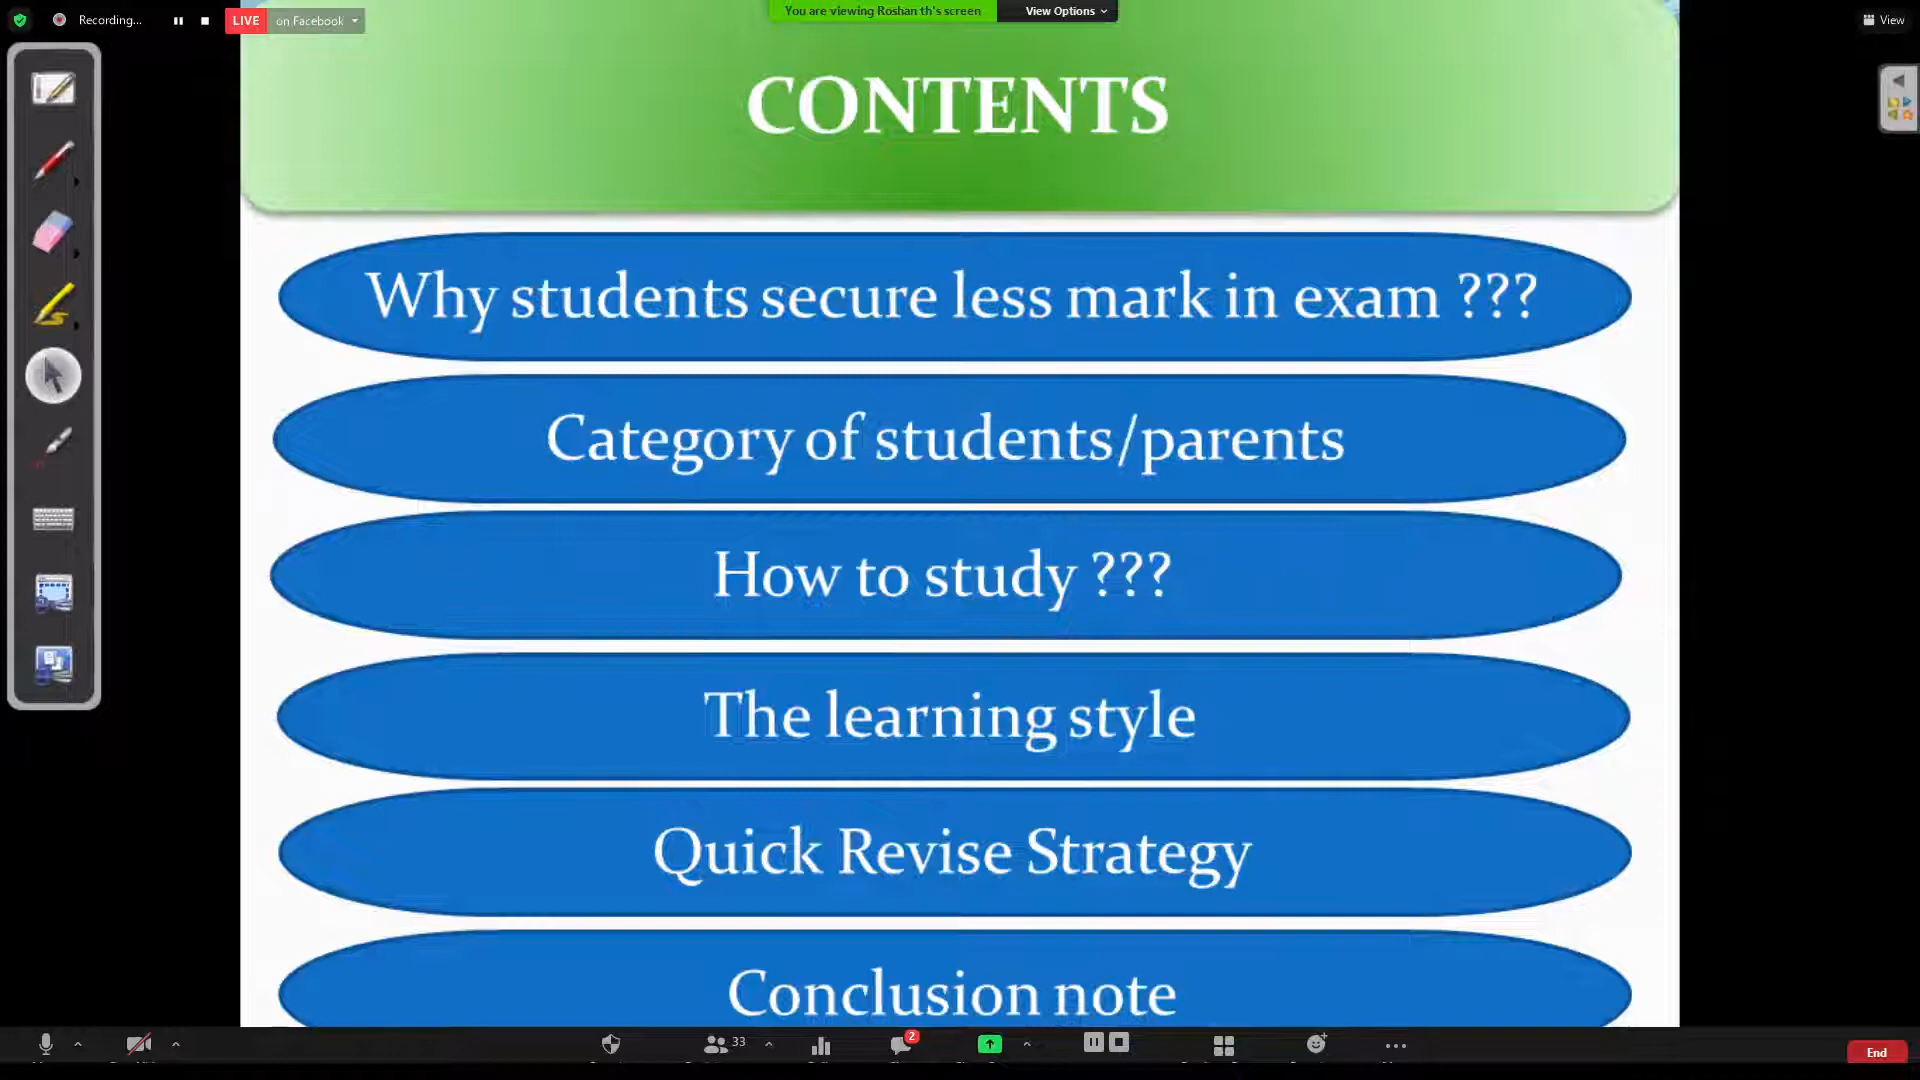 Recording...
LIVE on Facebook
You are viewing Roshan th's screen
View Options
View
CONTENTS
Why students secure less mark in exam ???
Category of students/parents
How to study ???
The learning style
Quick Revise Strategy
Conclusion note
33
2
End